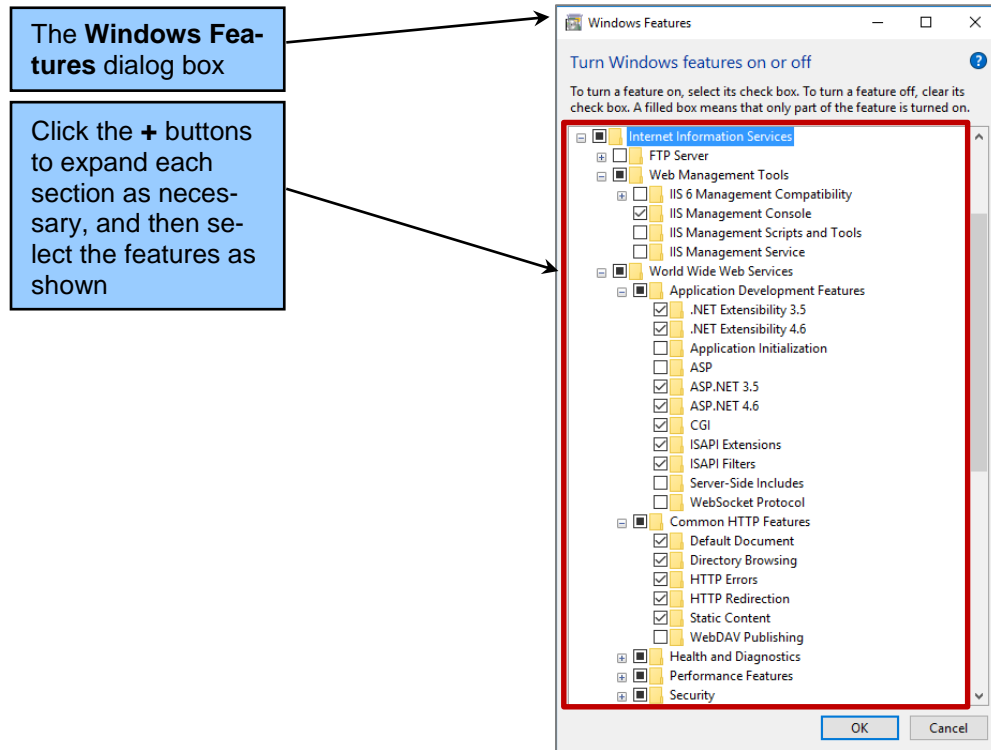 The Windows Fea-
tures dialog box
Click the + buttons
to expand each
section as neces-
sary, and then se-
lect the features as
shown
Windows Features
Turn Windows features on or off
To turn a feature on, select its check box. To turn a feature off, clear its
check box. A filled box means that only part of the feature is turned on.
Internet Information Services
FTP Server
Web Management Tools
IIS 6 Management Compatibility
IIS Management Console
IIS Management Scripts and Tools
IIS Management Service
World Wide Web Services
Application Development Features
.NET Extensibility 3.5
.NET Extensibility 4.6
Application Initialization
ASP
ASP.NET 3.5
ASP.NET 4.6
CGI
ISAPI Extensions
ISAPI Filters
Server-Side Includes
WebSocket Protocol
Common HTTP Features
Default Document
Directory Browsing
HTTP Errors
HTTP Redirection
Static Content
WebDAV Publishing
Health and Diagnostics
Performance Features
Security
OK Cancel